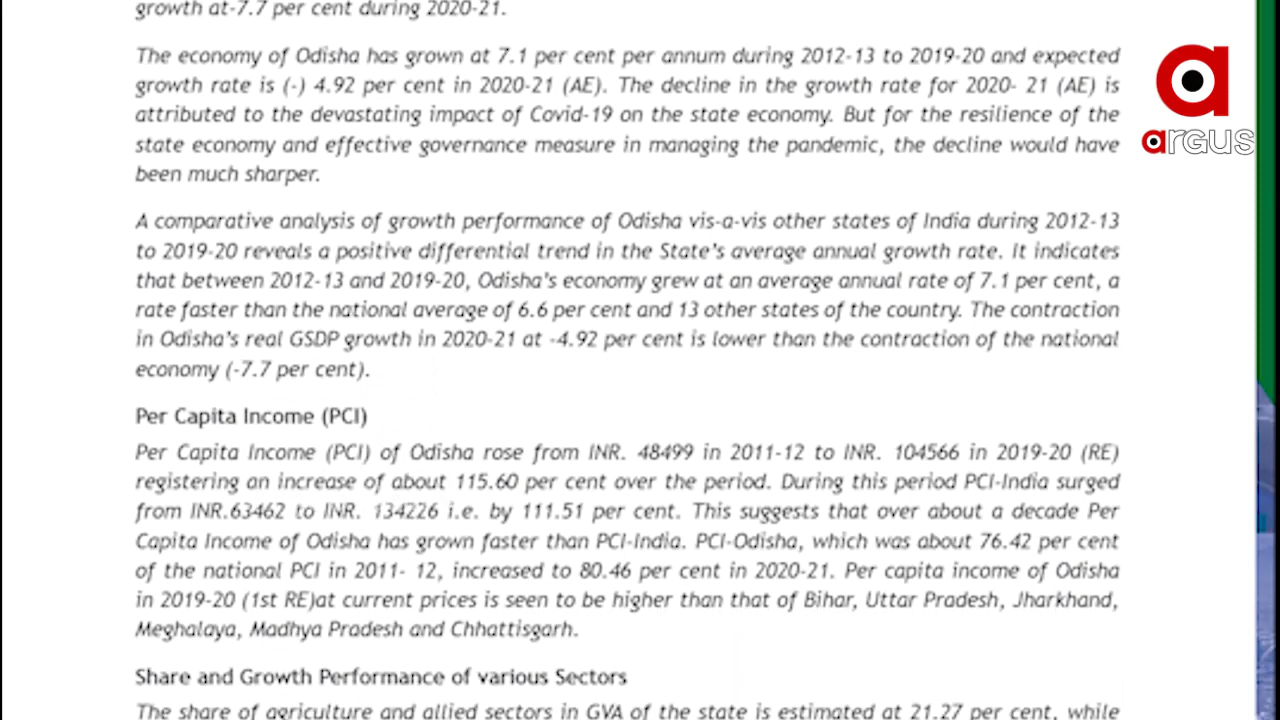 growth at-7.7 per cent during 2020-21.
The economy of Odisha has grown at 7.1 per cent per annum during 2012-13 to 2019-20 and expected
growth rate is (-) 4.92 per cent in 2020-21 (AE). The decline in the growth rate for 2020- 21 (AE) is
attributed to the devastating impact of Covid-19 on the state economy. But for the resilience of the
state economy and effective governance measure in managing the pandemic, the decline would have
been much sharper.
A comparative analysis of growth performance of Odisha vis-a-vis other states of India during 2012-13
to 2019-20 reveals a positive differential trend in the State's average annual growth rate. It indicates
that between 2012-13 and 2019-20, Odisha's economy grew at an average annual rate of 7.1 per cent, a
rate faster than the national average of 6.6 per cent and 13 other states of the country. The contraction
in Odisha's real GSDP growth in 2020-21 at -4.92 per cent is lower than the contraction of the national
economy (-7.7 per cent).
Per Capita Income (PCI)
Per Capita Income (PCI) of Odisha rose from INR. 48499 in 2011-12 to INR. 104566 in 2019-20 (RE)
registering an increase of about 115.60 per cent over the period. During this period PCI-India surged
from INR.63462 to INR. 134226 i.e. by 111.51 per cent. This suggests that over about a decade Per
Capita Income of Odisha has grown faster than PCI-India. PCI-Odisha, which was about 76.42 per cent
of the national PCI in 2011- 12, increased to 80.46 per cent in 2020-21. Per capita income of Odisha
in 2019-20 (1st RE)at current prices is seen to be higher than that of Bihar, Uttar Pradesh, Jharkhand,
Meghalaya, Madhya Pradesh and Chhattisgarh.
Share and Growth Performance of various Sectors
The share of agriculture and allied sectors in GVA of the state is estimated at 21.27 per cent, while
a
argus